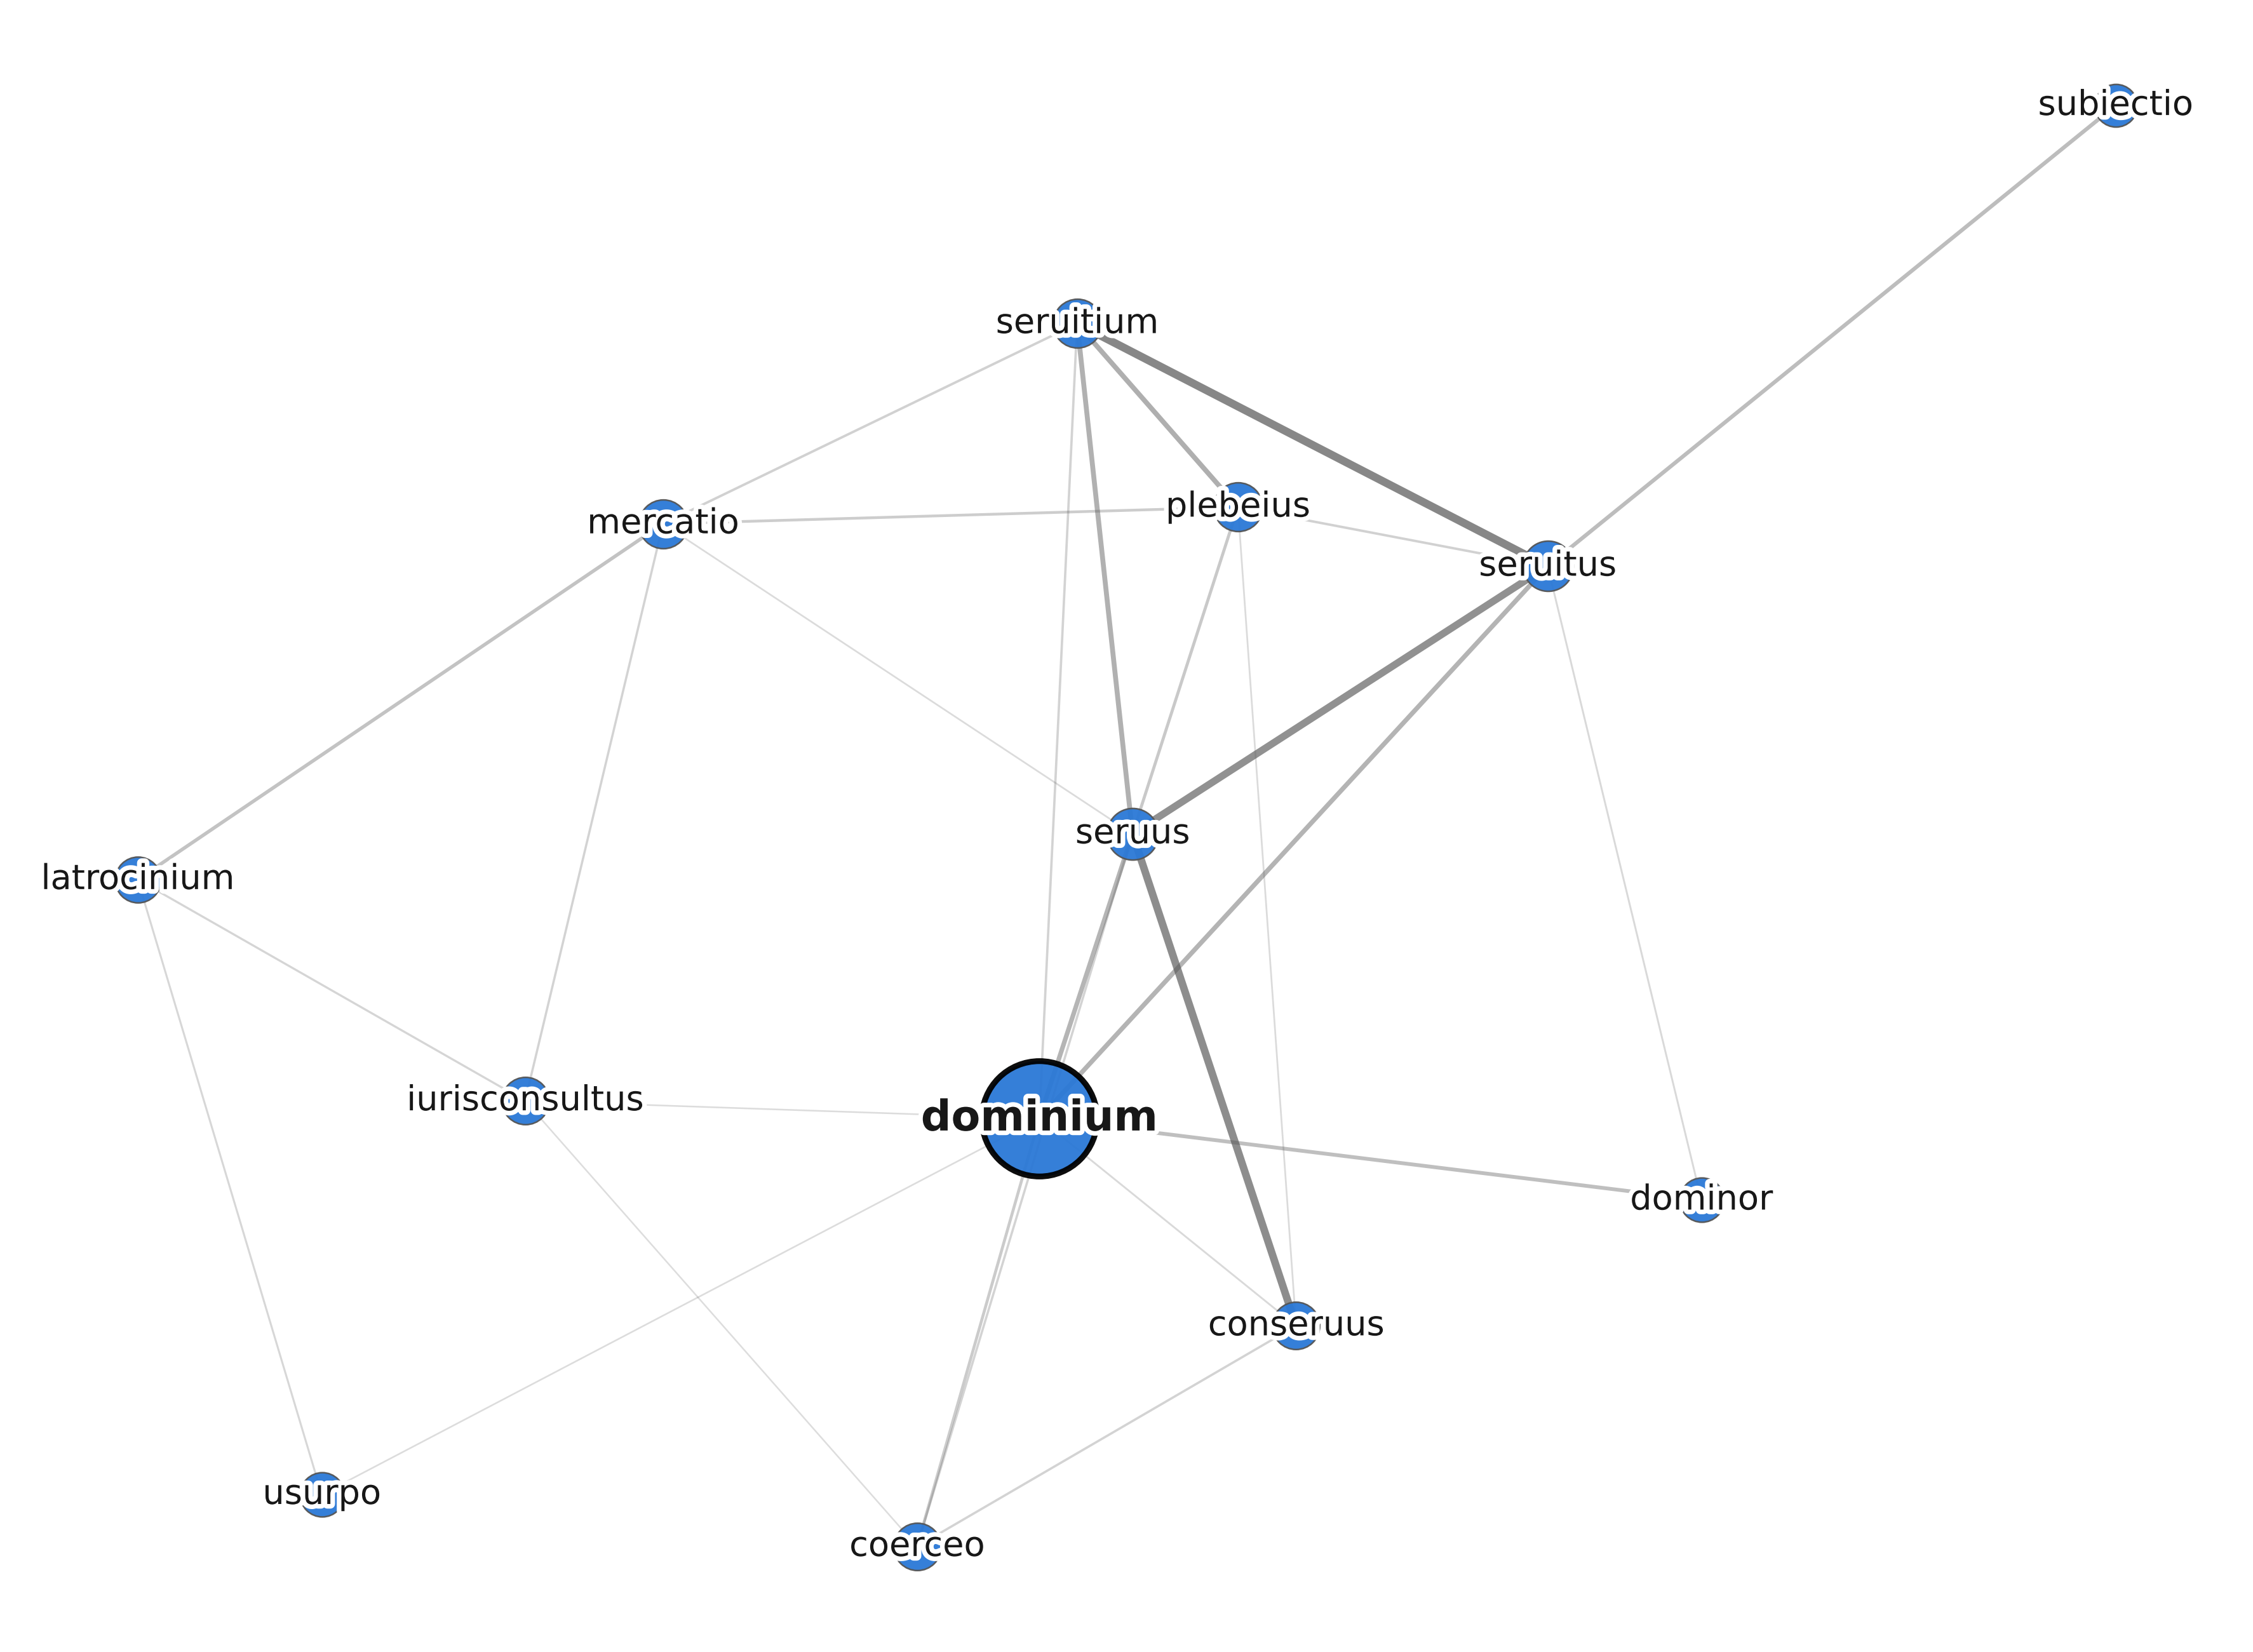 subiectio
seruitium
plebeius
mercatio
seruitus
seruus
latrocinium
iurisconsultus
dominium
dominor
conseruus
usurpo
coerceo